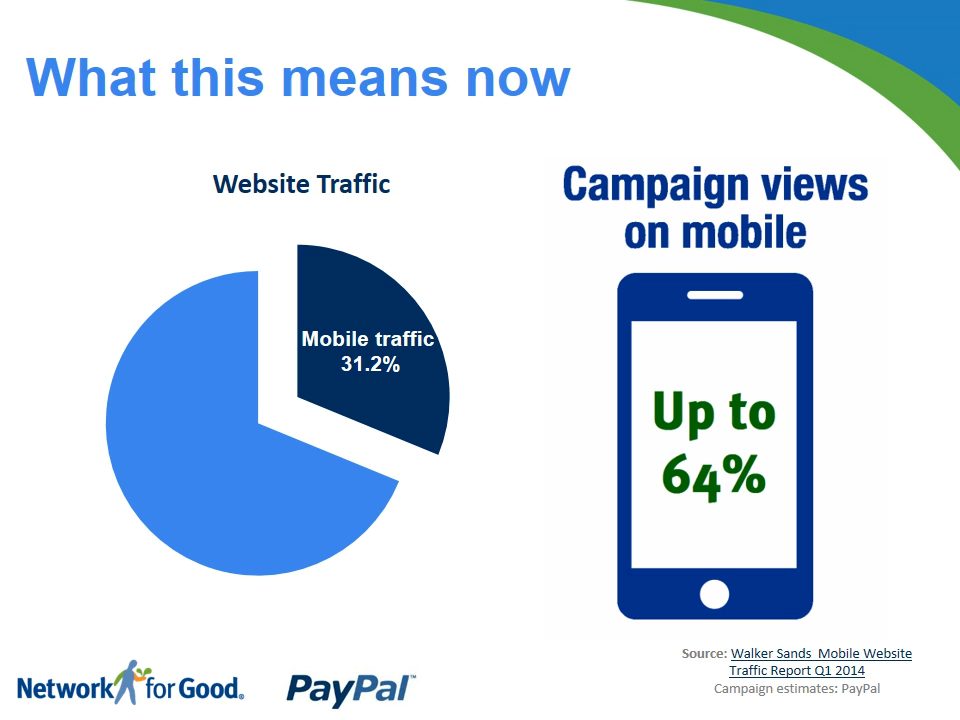 What this means now
Website Traffic
Mobile traffic
31.2%
Campaign views
on mobile
Up to
64%
Network for Good®
PayPal™
Source: Walker Sands Mobile Website
Traffic Report Q1 2014
Campaign estimates: PayPal